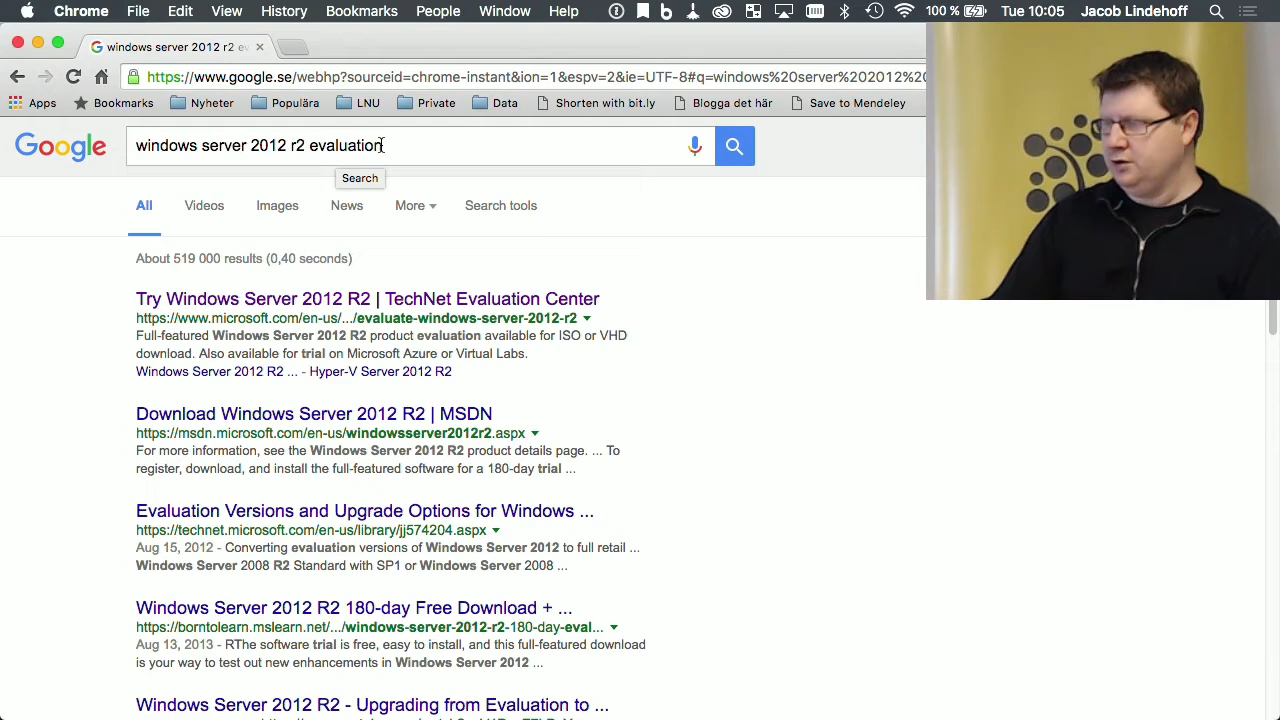 Chrome File Edit View History Bookmarks People Window Help 100 % Tue 10:05 Jacob Lindehoff
windows server 2012 r2 ev
https://www.google.se/webhp?sourceid=chrome-instant&ion=1&espv=2&ie=UTF-8#q=windows%20server%202012%20
Apps Bookmarks Nyheter Populära LNU Private Data Shorten with bit.ly Blogga det här Save to Mendeley
Google windows server 2012 r2 evaluation
Search
All Videos Images News More Search tools
About 519 000 results (0,40 seconds)
Try Windows Server 2012 R2 | TechNet Evaluation Center
https://www.microsoft.com/en-us/.../evaluate-windows-server-2012-r2
Full-featured Windows Server 2012 R2 product evaluation available for ISO or VHD
download. Also available for trial on Microsoft Azure or Virtual Labs.
Windows Server 2012 R2 ... - Hyper-V Server 2012 R2
Download Windows Server 2012 R2 | MSDN
https://msdn.microsoft.com/en-us/windowsserver2012r2.aspx
For more information, see the Windows Server 2012 R2 product details page. ... To
register, download, and install the full-featured software for a 180-day trial ...
Evaluation Versions and Upgrade Options for Windows ...
https://technet.microsoft.com/en-us/library/jj574204.aspx
Aug 15, 2012 - Converting evaluation versions of Windows Server 2012 to full retail ...
Windows Server 2008 R2 Standard with SP1 or Windows Server 2008 ...
Windows Server 2012 R2 180-day Free Download + ...
https://borntolearn.mslearn.net/.../windows-server-2012-r2-180-day-eval...
Aug 13, 2013 - RThe software trial is free, easy to install, and this full-featured download
is your way to test out new enhancements in Windows Server 2012 ...
Windows Server 2012 R2 - Upgrading from Evaluation to ...